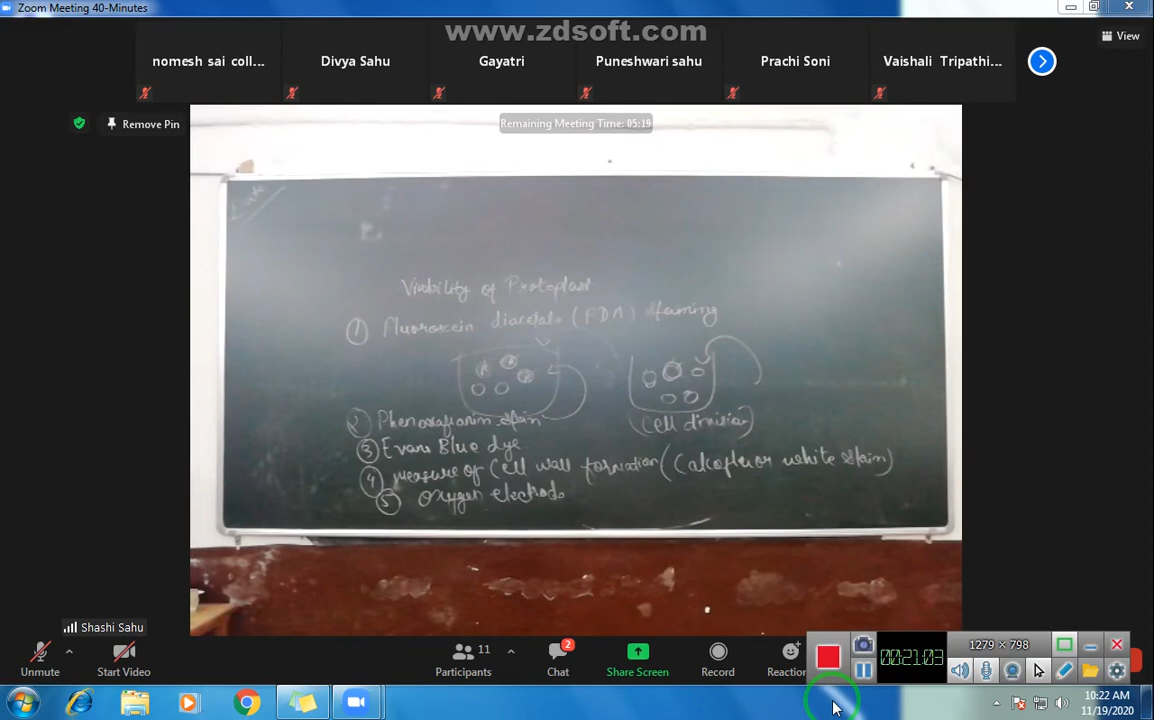 Zoom Meeting 40-Minutes
www.zdsoft.com
View
nomesh sai coll...
Divya Sahu
Gayatri
Puneshwari sahu
Prachi Soni
Vaishali Tripathi...
Remove Pin
Remaining Meeting Time: 05:19
Viability of Protoplast
① Fluoroscein diacetate (FDA) staining
(Cell division)
② Phenosafranin stain
③ Evans Blue dye
④ measure of Cell wall formation (Calcofluor white stain)
⑤ Oxygen electrode
Shashi Sahu
Unmute
Start Video
11
Participants
2
Chat
Share Screen
Record
Reaction
1279 × 798
00:21:03
10:22 AM
11/19/2020